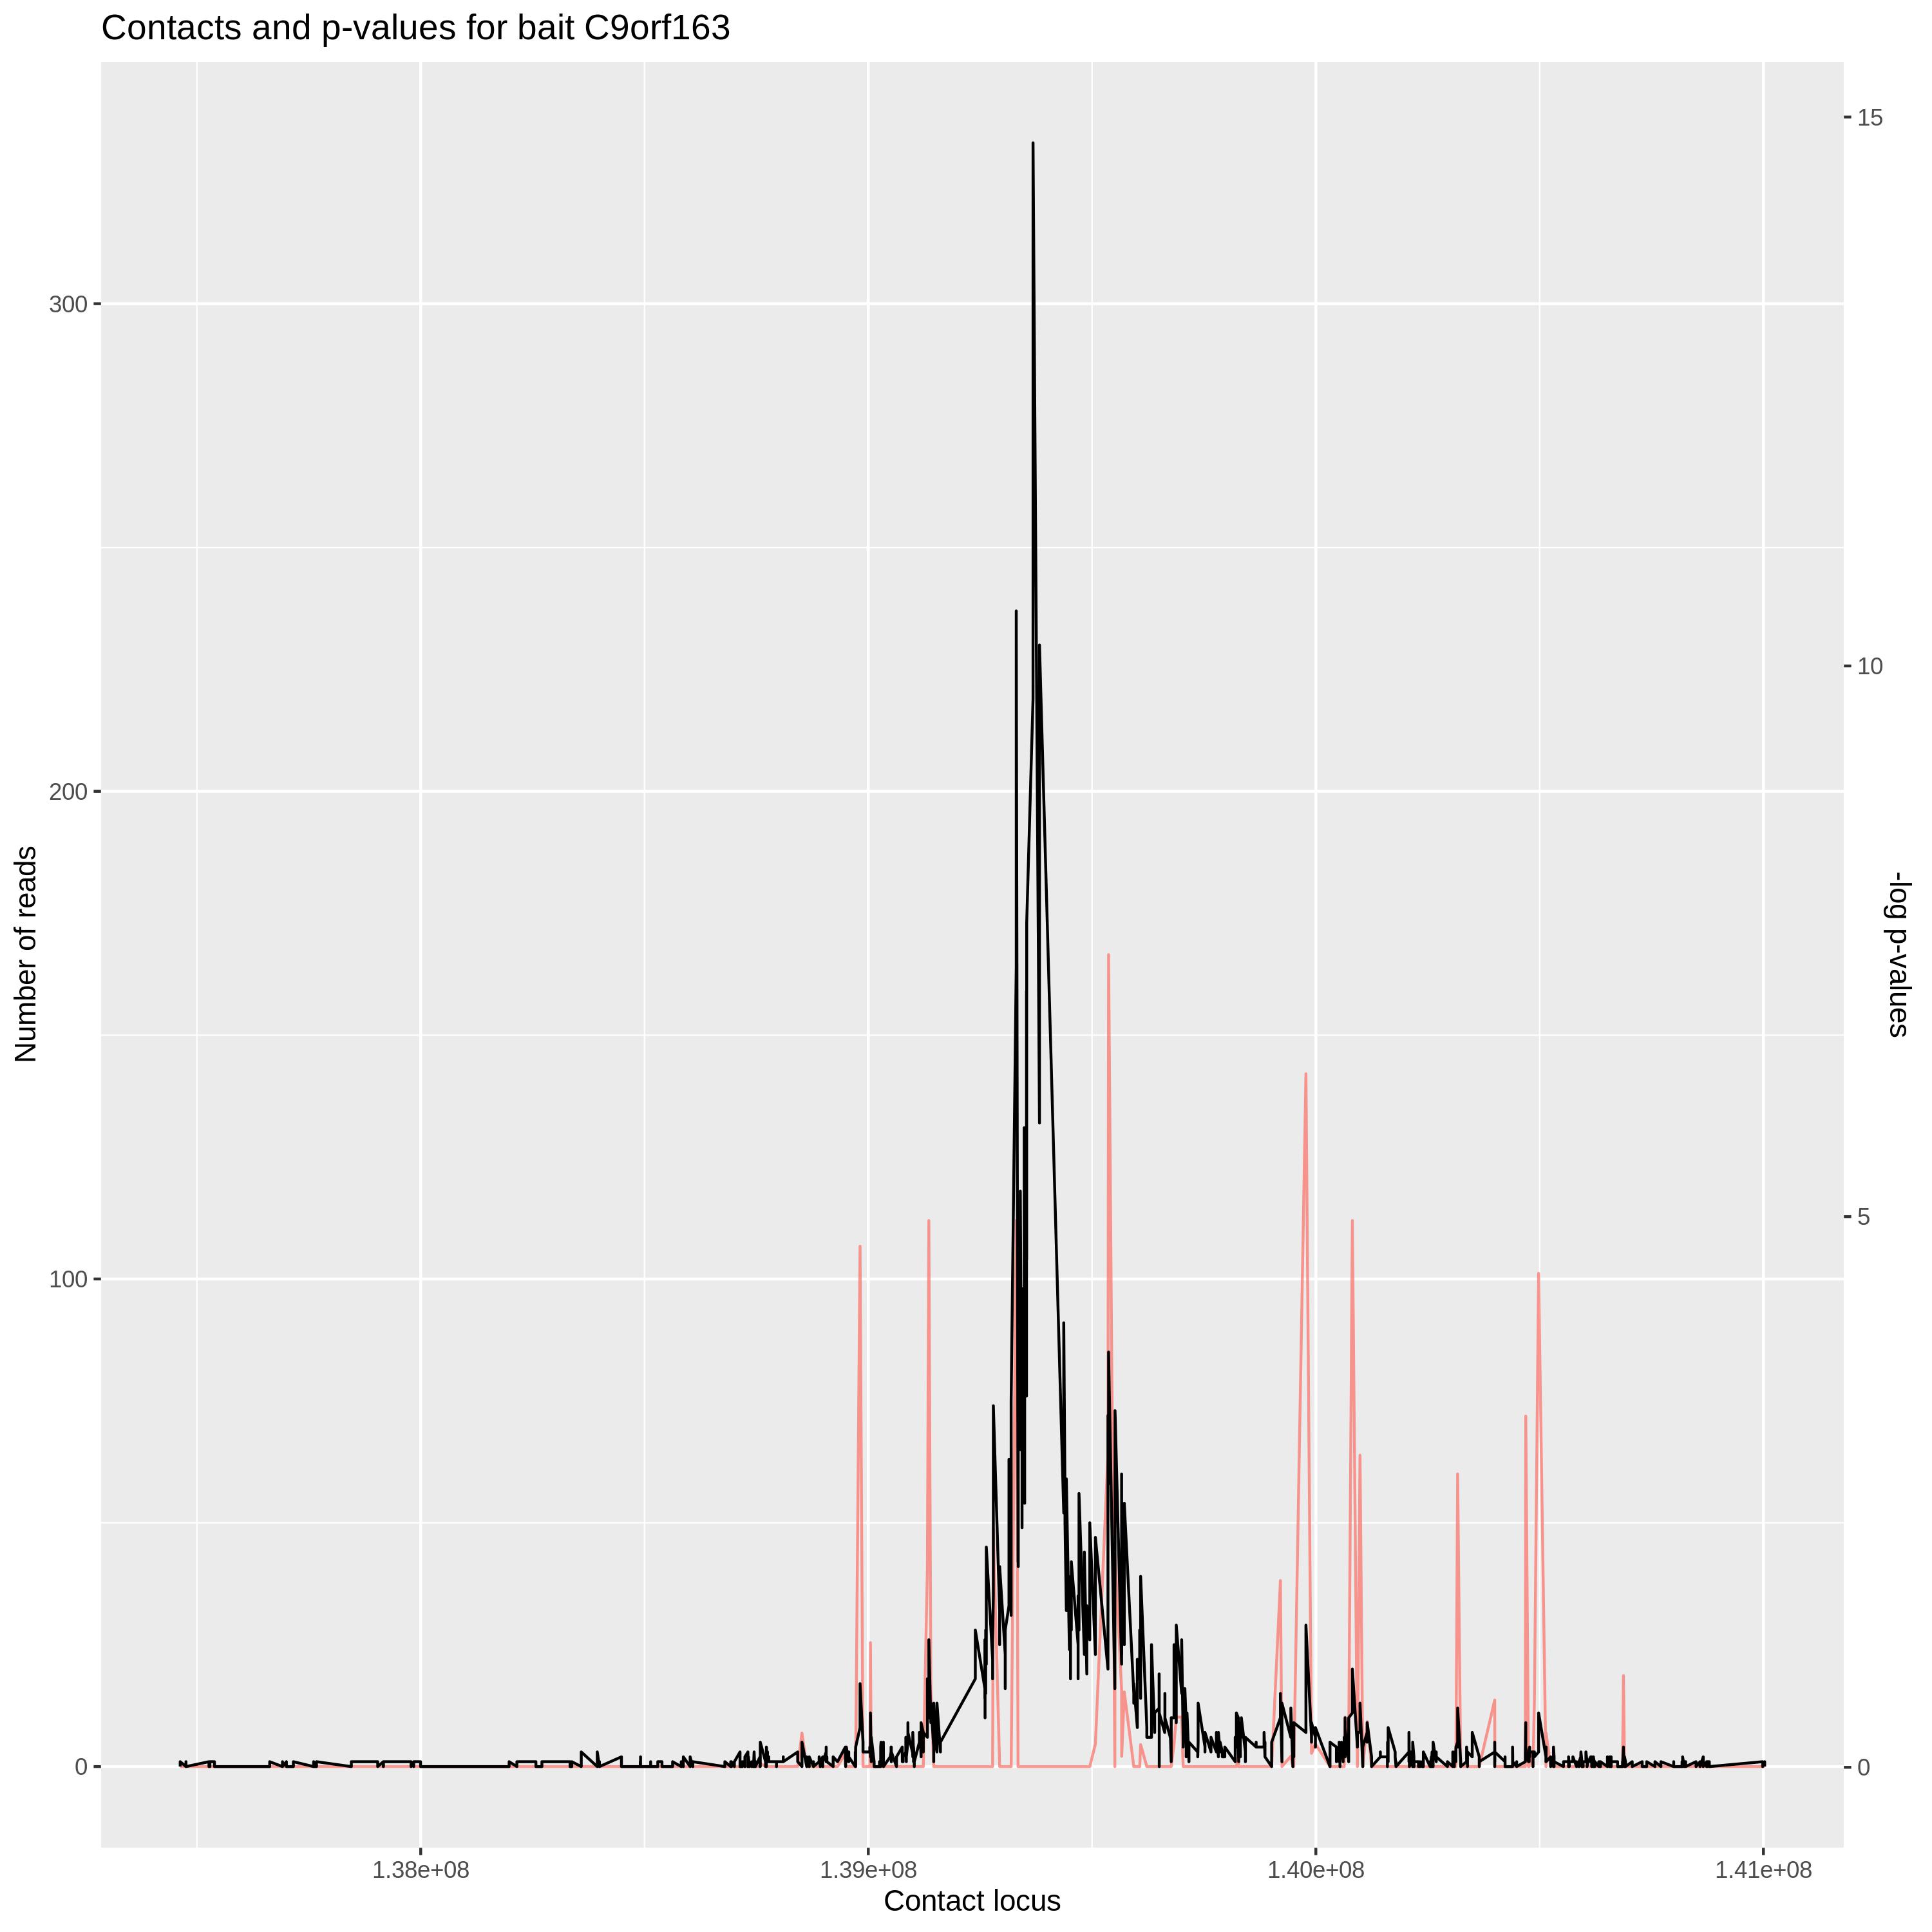 Contacts and p-values for bait C9orf163
15
300
10
200
Number of reads
-log p-values
5
100
0
0
1.38e+08
1.39e+08
1.40e+08
1.41e+08
Contact locus